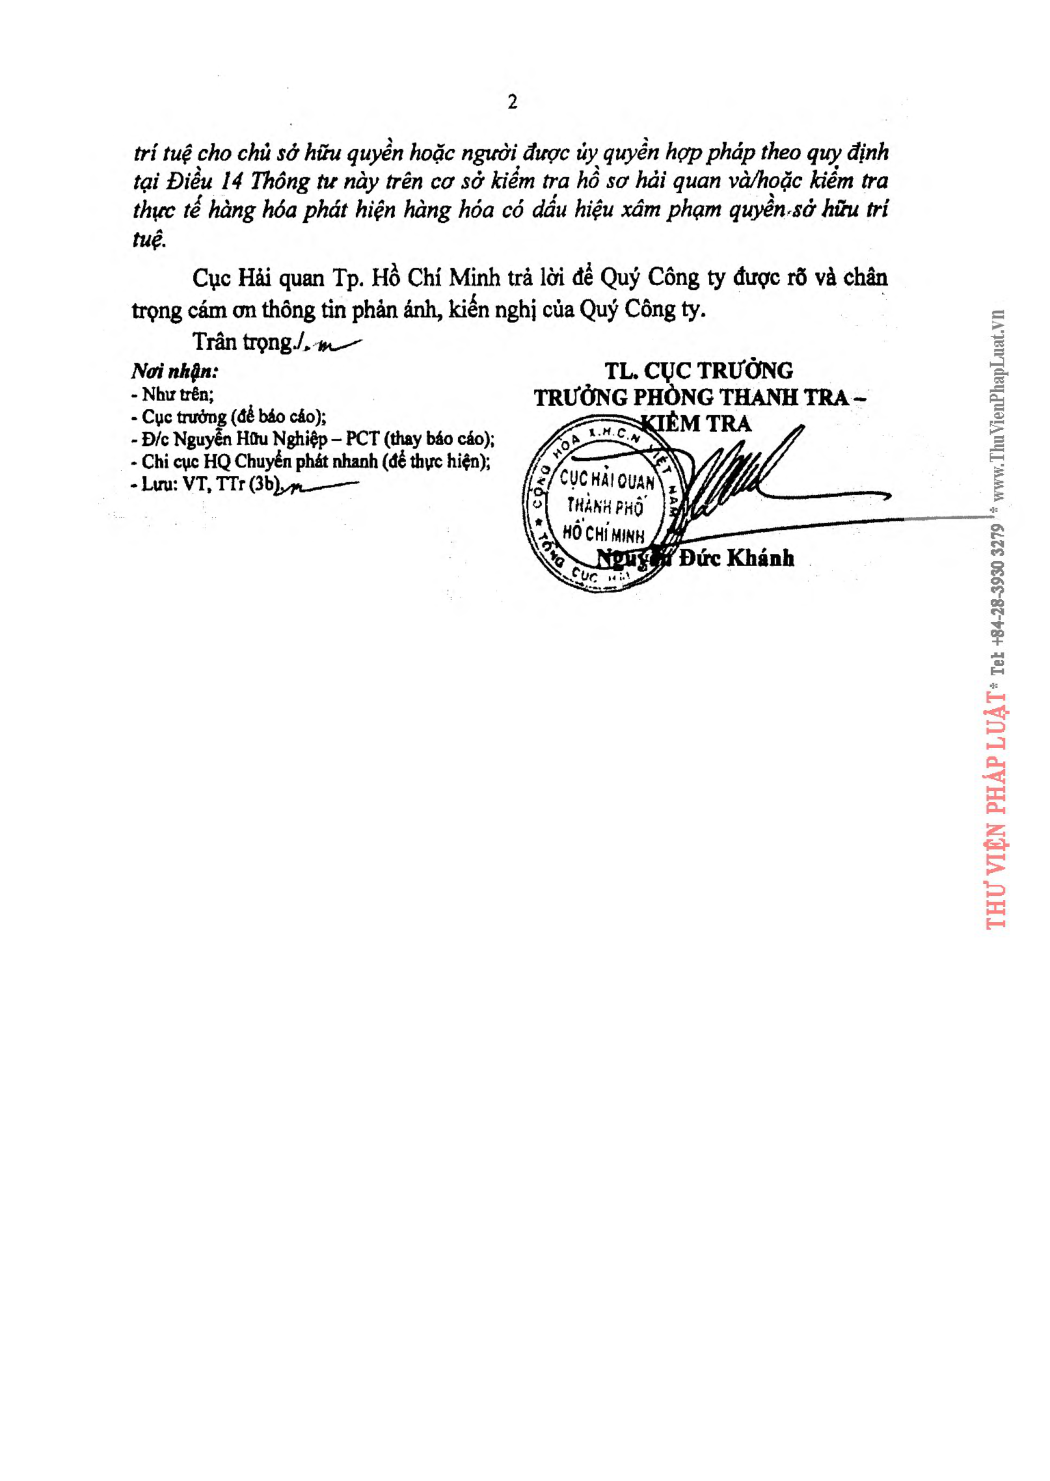 2
trí tuệ cho chủ sở hữu quyền hoặc người được ủy quyền hợp pháp theo quy định
tại Điều 14 Thông tư này trên cơ sở kiểm tra hồ sơ hải quan và/hoặc kiểm tra
thực tế hàng hóa phát hiện hàng hóa có dấu hiệu xâm phạm quyền sở hữu trí
tuệ.
Cục Hải quan Tp. Hồ Chí Minh trả lời để Quý Công ty được rõ và chân
trọng cám ơn thông tin phản ánh, kiến nghị của Quý Công ty.
Trân trọng./.
Nơi nhận:
- Như trên;
- Cục trưởng (để báo cáo);
- Đ/c Nguyễn Hữu Nghiệp – PCT (thay báo cáo);
- Chi cục HQ Chuyển phát nhanh (để thực hiện);
- Lưu: VT, TTr (3b).
TL. CỤC TRƯỞNG
TRƯỞNG PHÒNG THANH TRA –
KIỂM TRA
CỘNG HÒA X.H.C.N VIỆT NAM
CỤC HẢI QUAN
THÀNH PHỐ
HỒ CHÍ MINH
TỔNG CỤC HẢI
Nguyễn Đức Khánh
THƯ VIỆN PHÁP LUẬT * Tel: +84-28-3930 3279 * www.ThuVienPhapLuat.vn